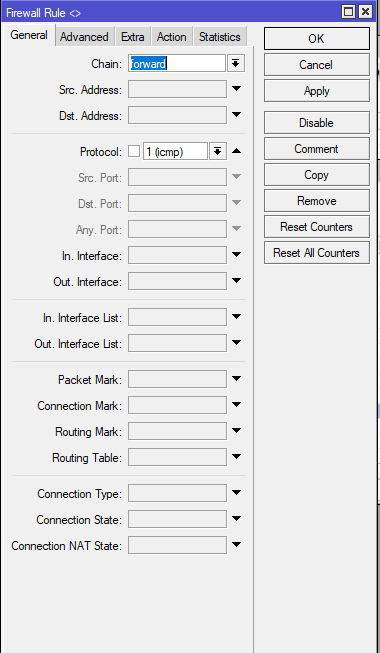 Firewall Rule <>
General Advanced Extra Action Statistics
Chain: forward
Src. Address:
Dst. Address:
Protocol: 1 (icmp)
Src. Port:
Dst. Port:
Any. Port:
In. Interface:
Out. Interface:
In. Interface List:
Out. Interface List:
Packet Mark:
Connection Mark:
Routing Mark:
Routing Table:
Connection Type:
Connection State:
Connection NAT State:
OK
Cancel
Apply
Disable
Comment
Copy
Remove
Reset Counters
Reset All Counters